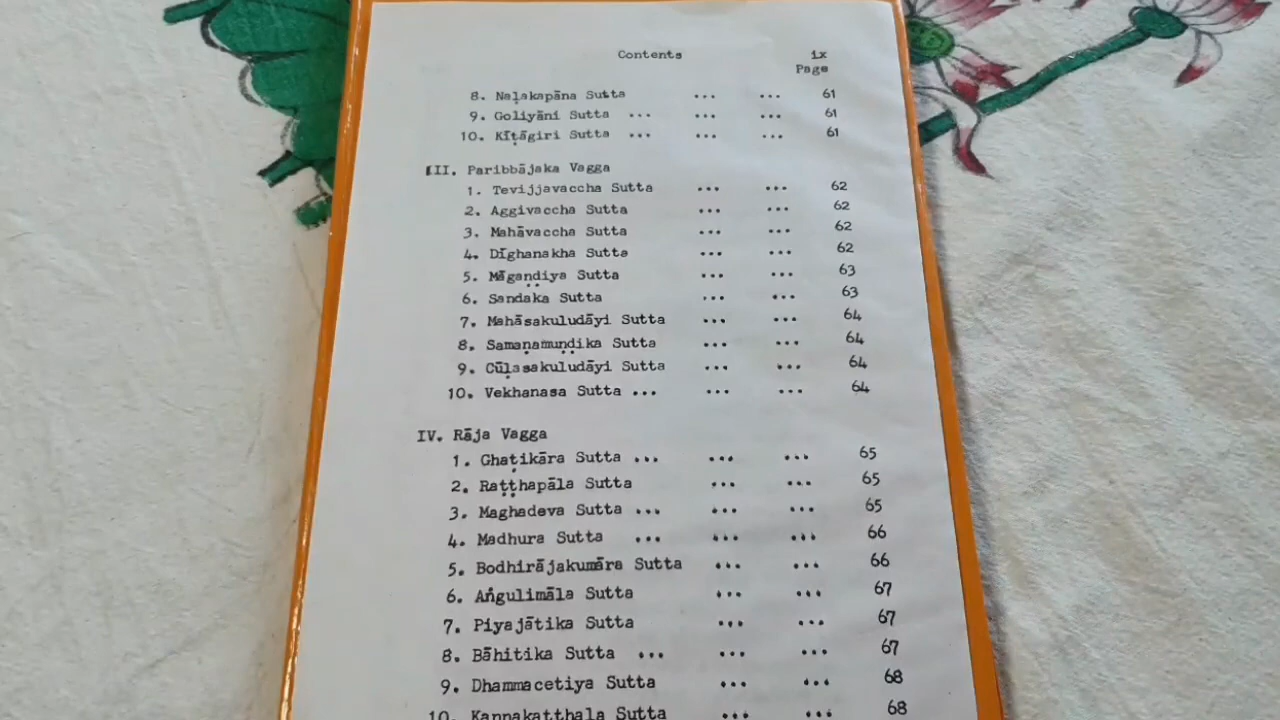 Contents ix
Page
8. Naḷakapāna Sutta ... ... 61
9. Goliyāni Sutta ... ... ... 61
10. Kīṭāgiri Sutta ... ... ... 61
III. Paribbājaka Vagga
1. Tevijjavaccha Sutta ... ... 62
2. Aggivaccha Sutta ... ... 62
3. Mahāvaccha Sutta ... ... 62
4. Dīghanakha Sutta ... ... 62
5. Māgaṇḍiya Sutta ... ... 63
6. Sandaka Sutta ... ... 63
7. Mahāsakuludāyi Sutta ... ... 64
8. Samaṇamuṇḍika Sutta ... ... 64
9. Cūḷasakuludāyi Sutta ... ... 64
10. Vekhanasa Sutta ... ... ... 64
IV. Rāja Vagga
1. Ghaṭikāra Sutta ... ... ... 65
2. Raṭṭhapāla Sutta ... ... 65
3. Maghadeva Sutta ... ... ... 65
4. Madhura Sutta ... ... ... 66
5. Bodhirājakumāra Sutta ... ... 66
6. Aṅgulimāla Sutta ... ... 67
7. Piyajātika Sutta ... ... 67
8. Bāhitika Sutta ... ... ... 67
9. Dhammacetiya Sutta ... ... 68
10. Kaṇṇakatthala Sutta ... ... 68